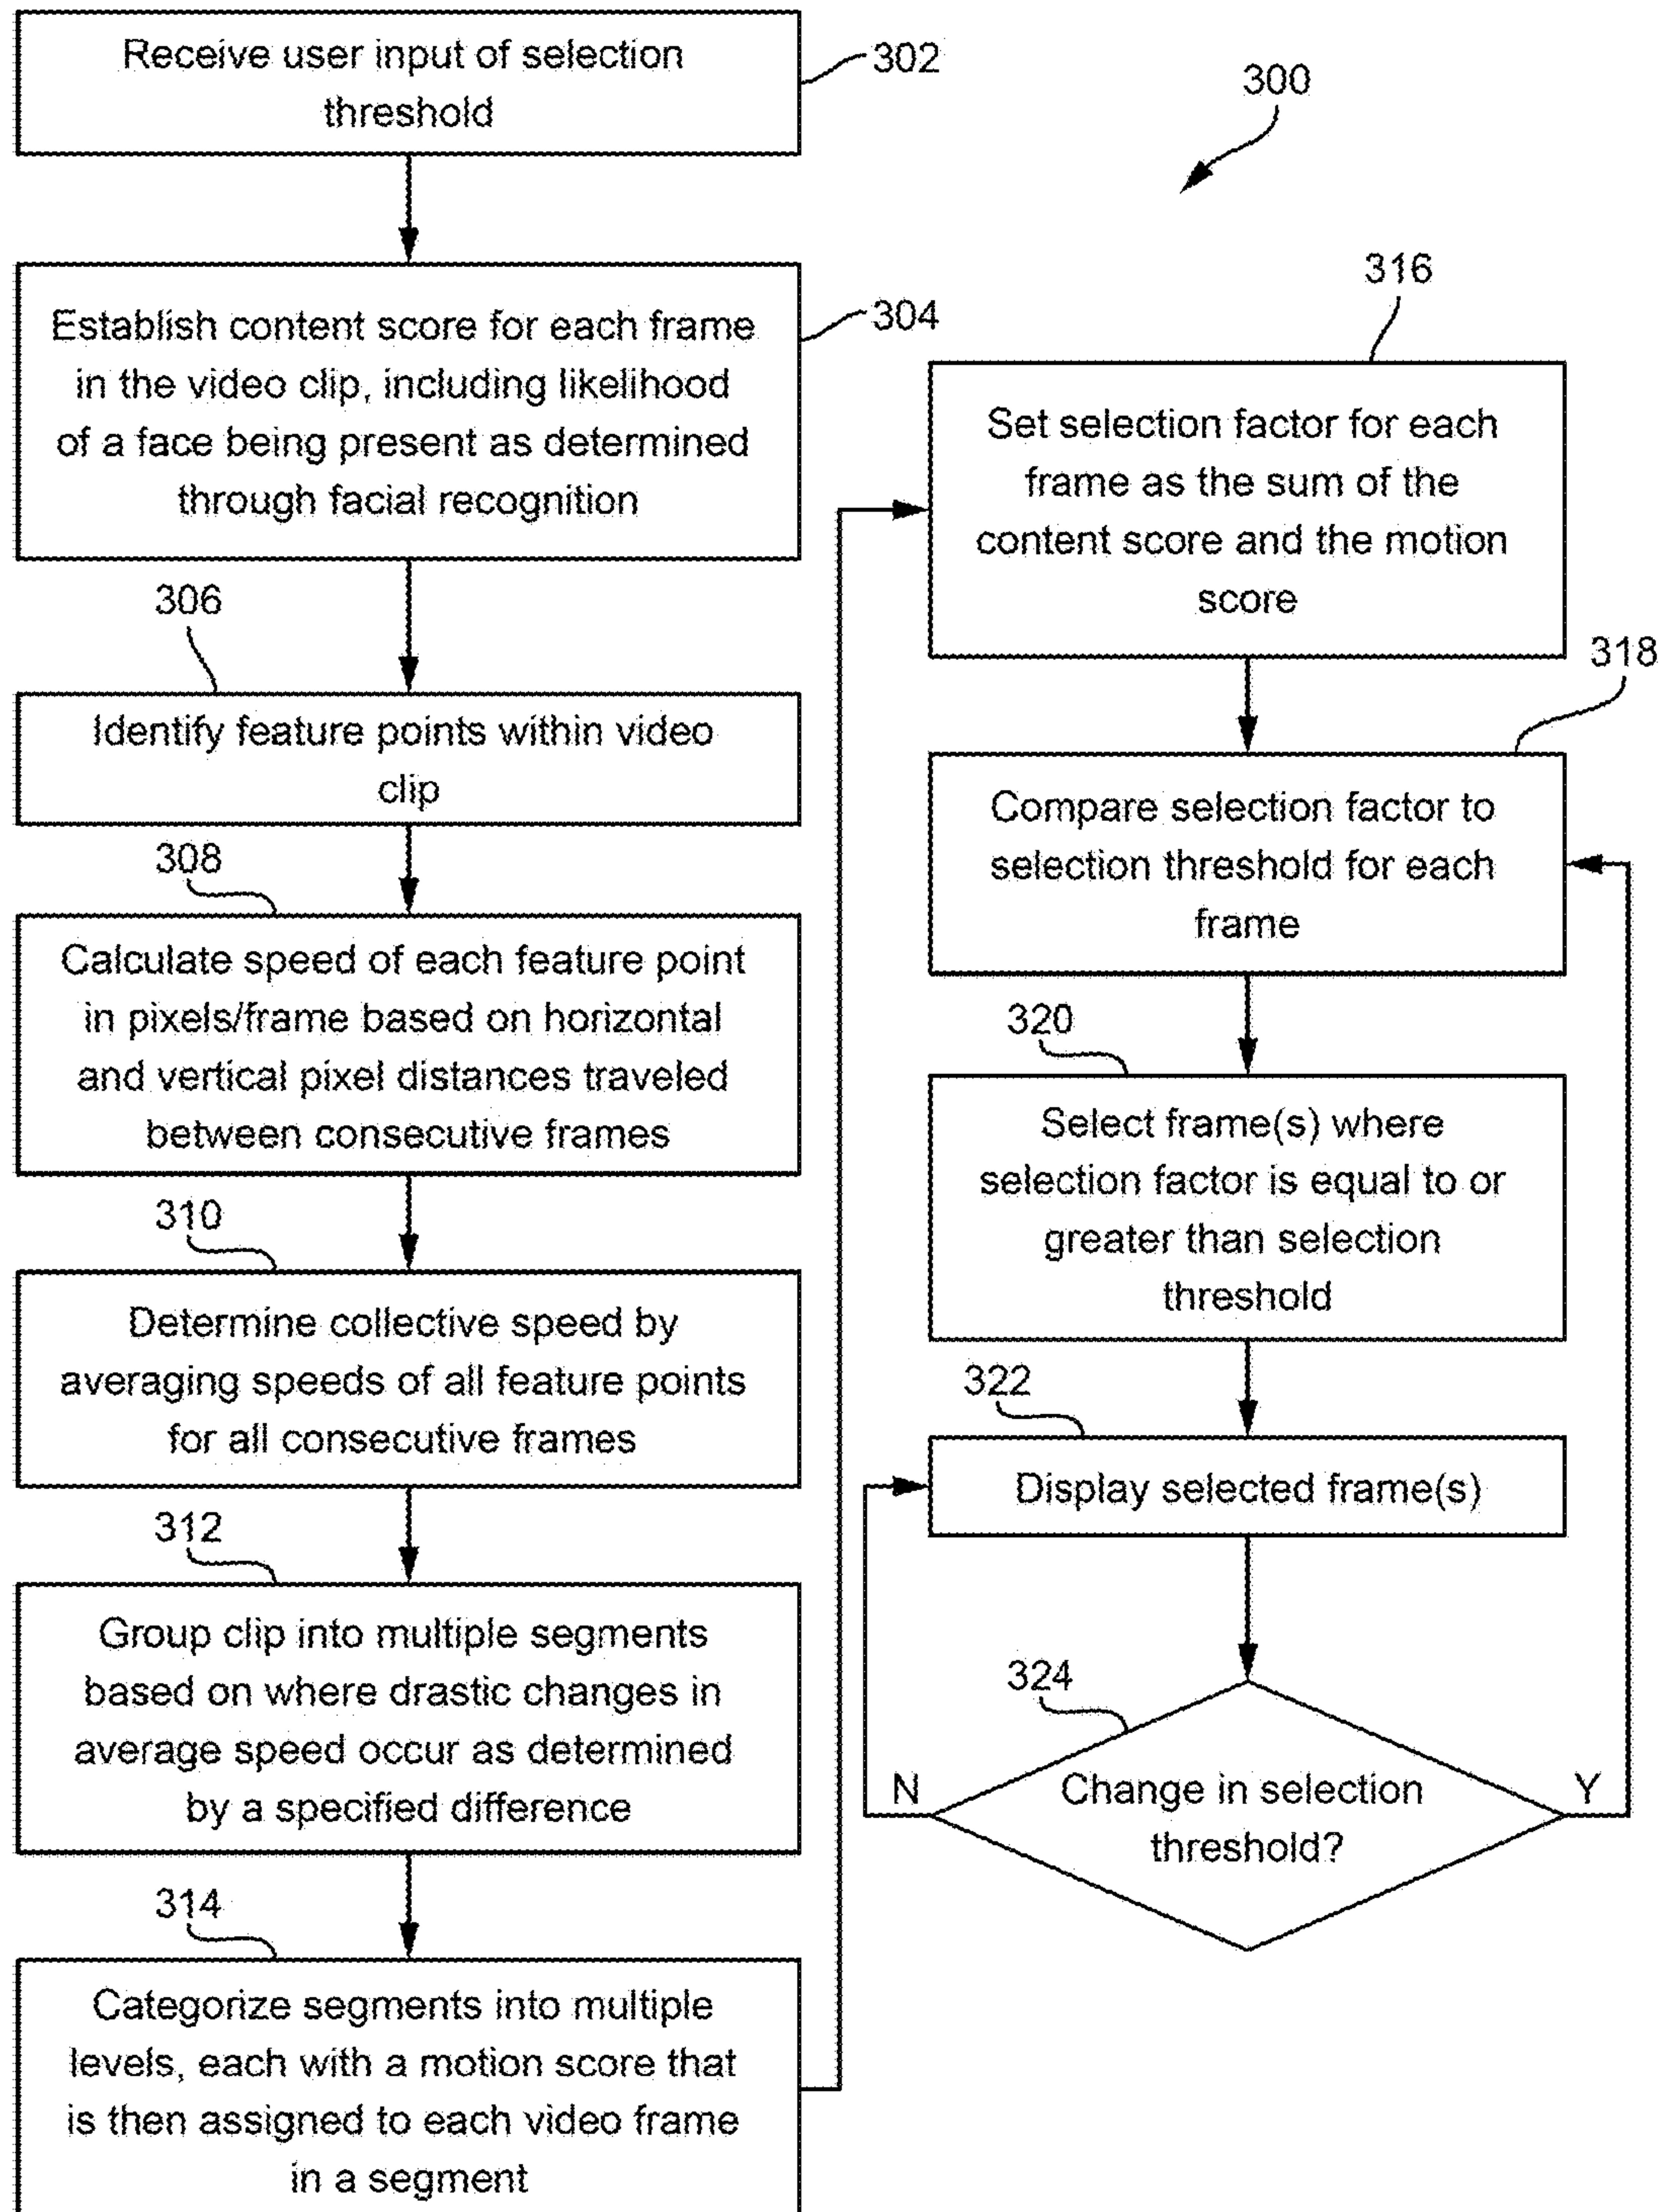 Receive user input of selection
threshold
302
300
Establish content score for each frame
in the video clip, including likelihood
of a face being present as determined
through facial recognition
304
306
Identify feature points within video
clip
308
Calculate speed of each feature point
in pixels/frame based on horizontal
and vertical pixel distances traveled
between consecutive frames
310
Determine collective speed by
averaging speeds of all feature points
for all consecutive frames
312
Group clip into multiple segments
based on where drastic changes in
average speed occur as determined
by a specified difference
314
Categorize segments into multiple
levels, each with a motion score that
is then assigned to each video frame
in a segment
316
Set selection factor for each
frame as the sum of the
content score and the motion
score
318
Compare selection factor to
selection threshold for each
frame
320
Select frame(s) where
selection factor is equal to or
greater than selection
threshold
322
Display selected frame(s)
324
N
Change in selection
threshold?
Y